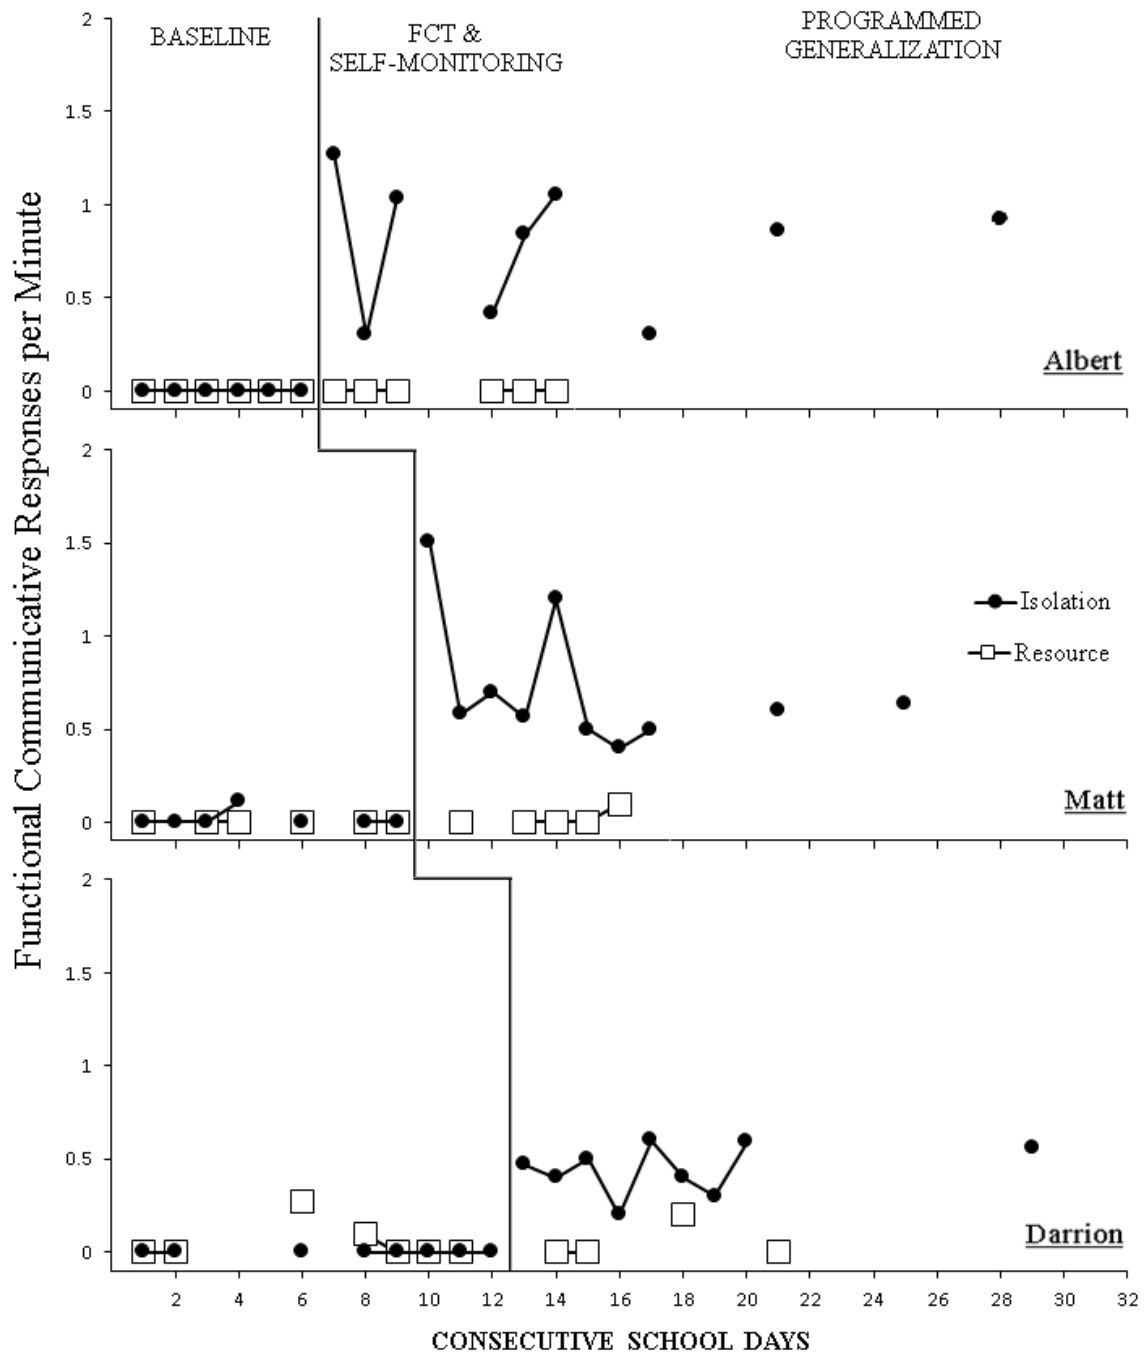 Functional Communicative Responses per Minute
BASELINE
FCT &
SELF-MONITORING
PROGRAMMED
GENERALIZATION
2
1.5
1
0.5
0
Albert
2
1.5
1
0.5
0
Isolation
Resource
Matt
2
1.5
1
0.5
0
Darrion
2 4 6 8 10 12 14 16 18 20 22 24 26 28 30 32
CONSECUTIVE SCHOOL DAYS